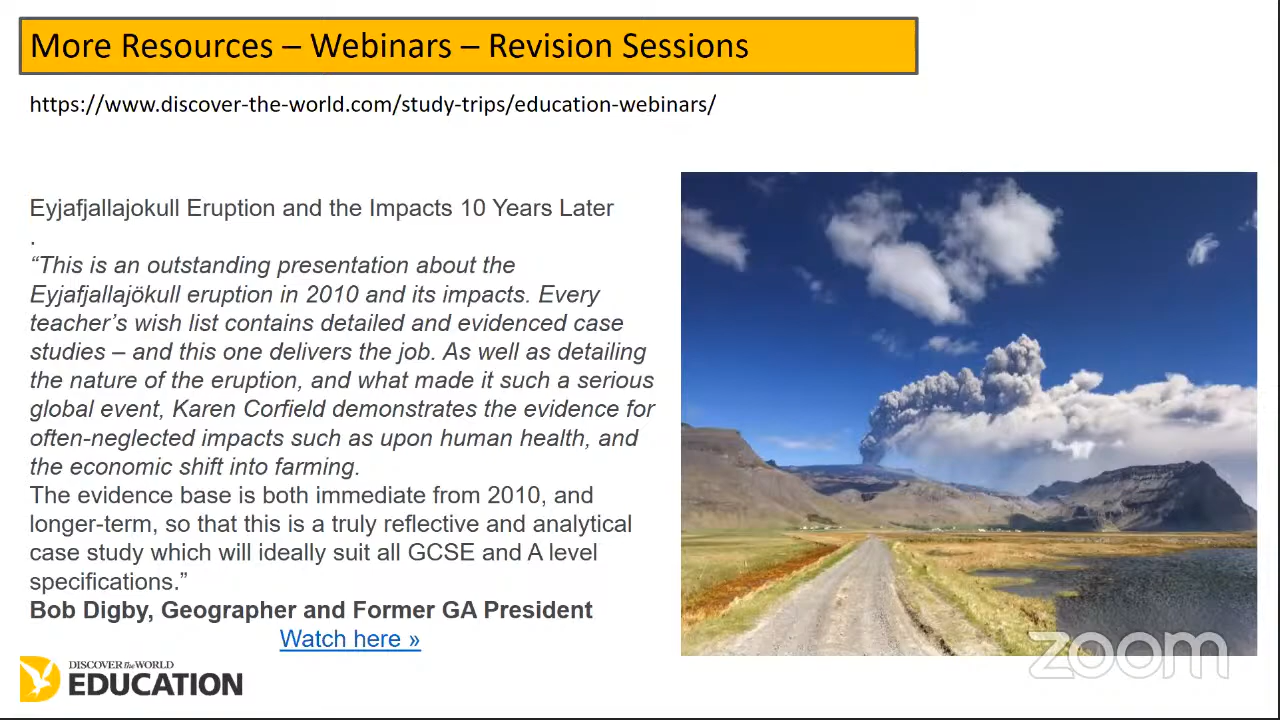 More Resources – Webinars – Revision Sessions
https://www.discover-the-world.com/study-trips/education-webinars/
Eyjafjallajokull Eruption and the Impacts 10 Years Later
.
“This is an outstanding presentation about the
Eyjafjallajökull eruption in 2010 and its impacts. Every
teacher’s wish list contains detailed and evidenced case
studies – and this one delivers the job. As well as detailing
the nature of the eruption, and what made it such a serious
global event, Karen Corfield demonstrates the evidence for
often-neglected impacts such as upon human health, and
the economic shift into farming.
The evidence base is both immediate from 2010, and
longer-term, so that this is a truly reflective and analytical
case study which will ideally suit all GCSE and A level
specifications.”
Bob Digby, Geographer and Former GA President
Watch here »
DISCOVER the WORLD
EDUCATION
zoom